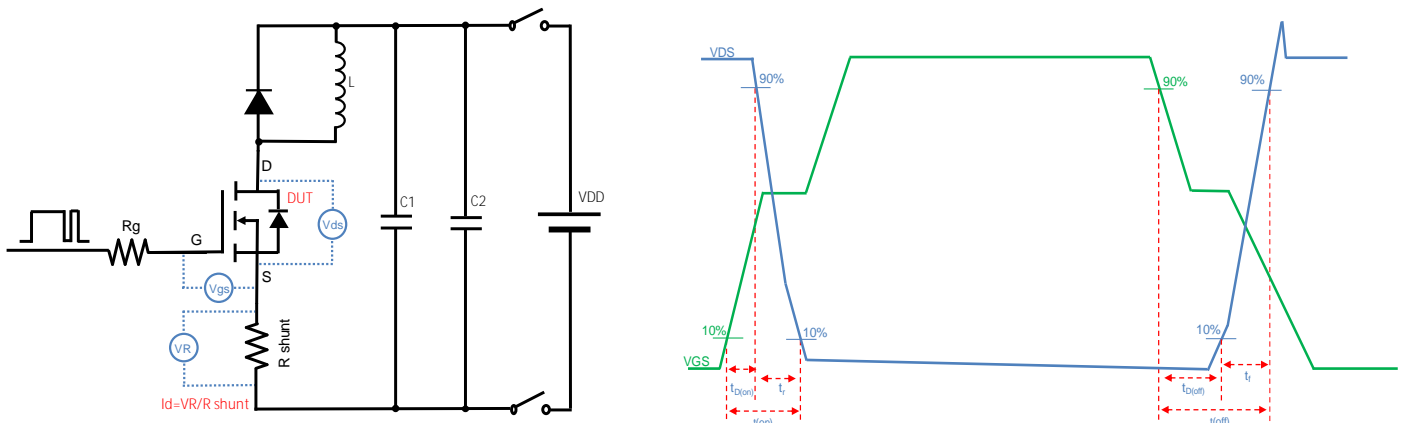 L
D
DUT
Rg
G
Vds
S
Vgs
VR
R shunt
Id=VR/R shunt
C1
C2
VDD
VDS
90%
90%
90%
10%
10%
10%
VGS
tD(on)
tr
t(on)
tD(off)
tf
t(off)